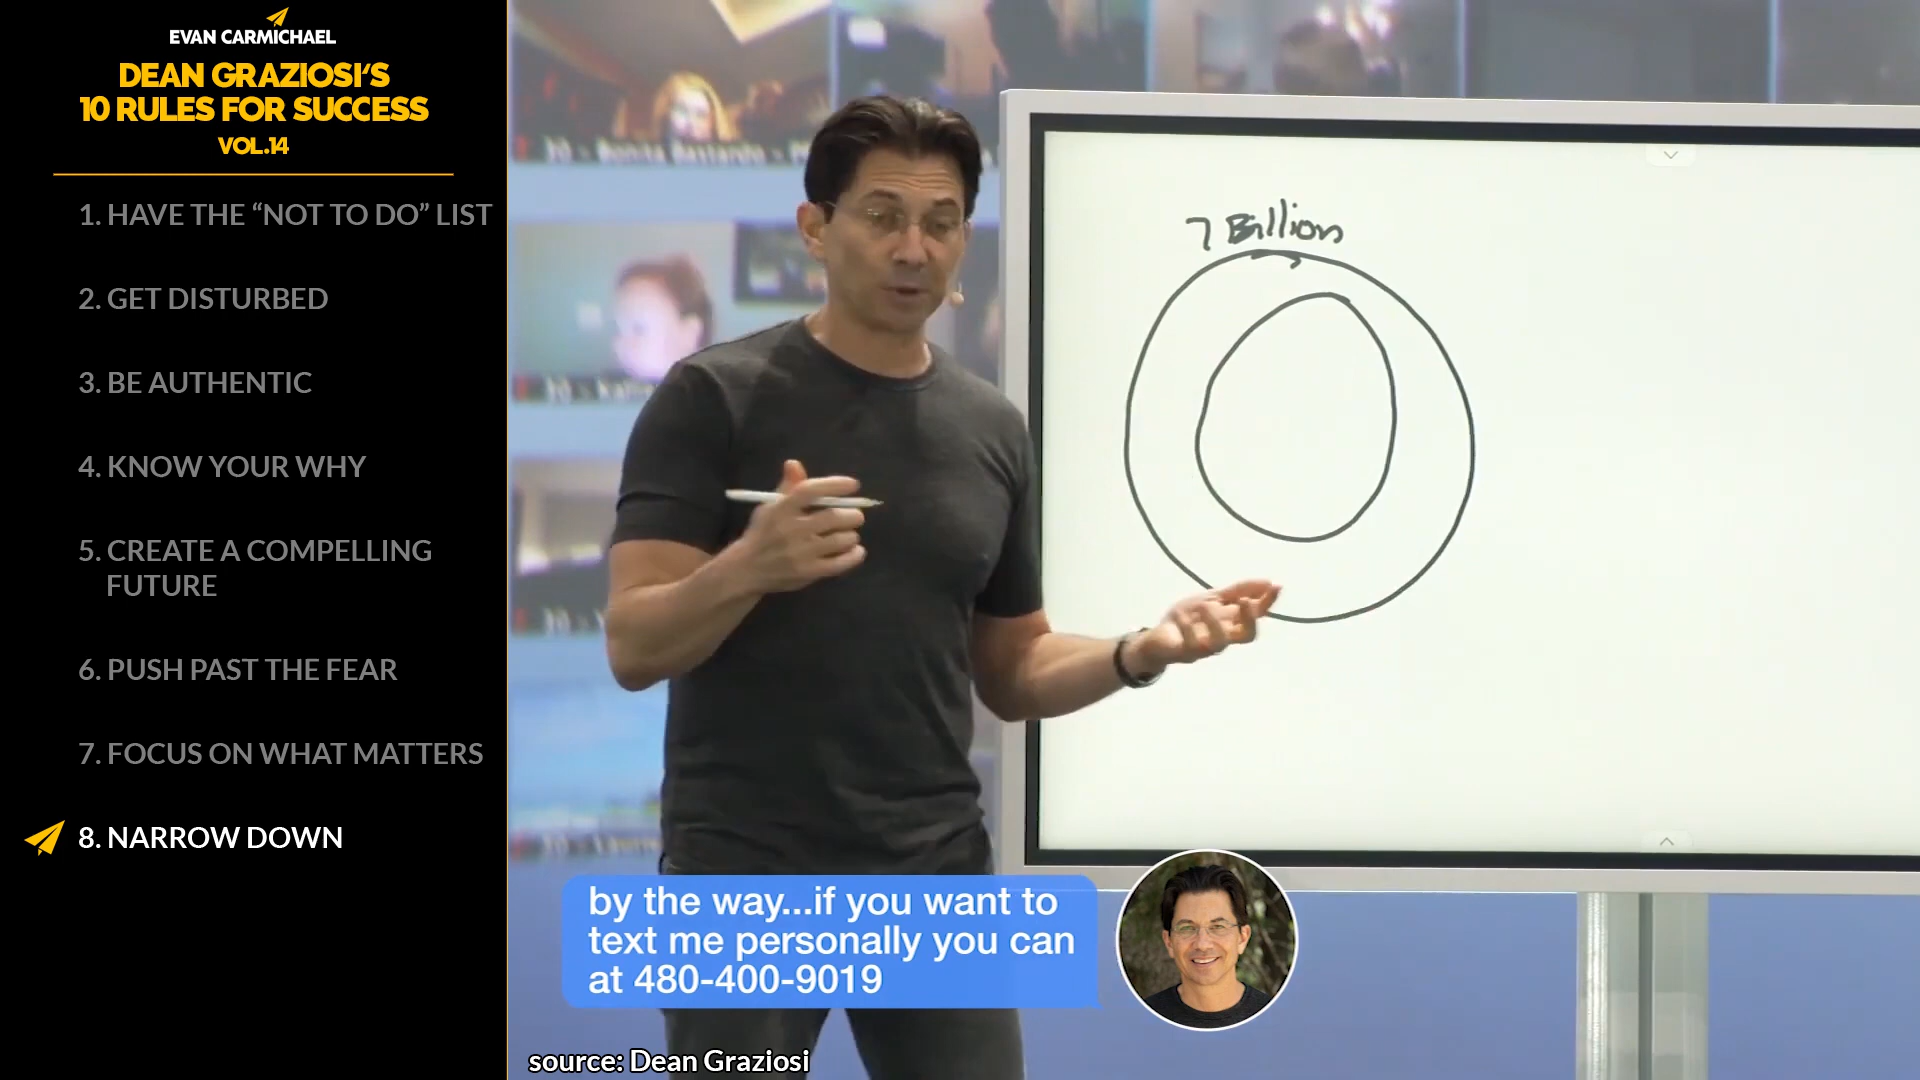 EVAN CARMICHAEL
DEAN GRAZIOSI'S
10 RULES FOR SUCCESS
VOL.14
1. HAVE THE “NOT TO DO” LIST
2. GET DISTURBED
3. BE AUTHENTIC
4. KNOW YOUR WHY
5. CREATE A COMPELLING
FUTURE
6. PUSH PAST THE FEAR
7. FOCUS ON WHAT MATTERS
8. NARROW DOWN
7 Billion
by the way...if you want to
text me personally you can
at 480-400-9019
source: Dean Graziosi